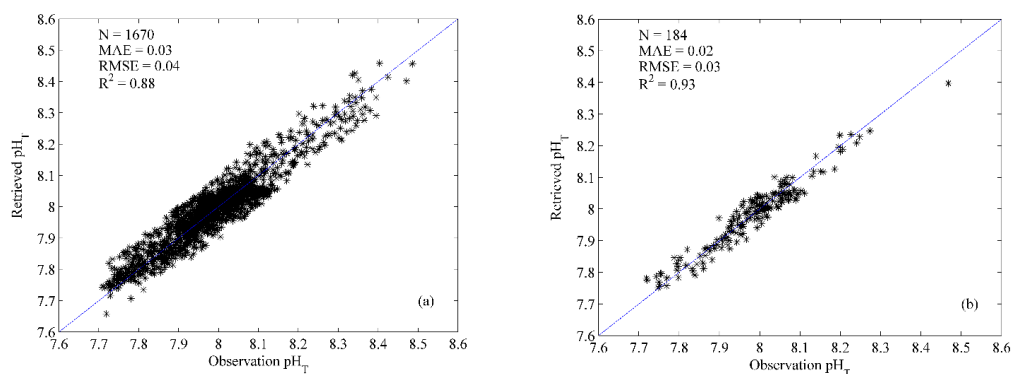 N = 1670
MAE = 0.03
RMSE = 0.04
R² = 0.88
8.6
8.5
8.4
8.3
8.2
8.1
8
7.9
7.8
7.7
7.6
Retrieved pH_T
(a)
7.6 7.7 7.8 7.9 8 8.1 8.2 8.3 8.4 8.5 8.6
Observation pH_T
N = 184
MAE = 0.02
RMSE = 0.03
R² = 0.93
8.6
8.5
8.4
8.3
8.2
8.1
8
7.9
7.8
7.7
7.6
Retrieved pH_T
(b)
7.6 7.7 7.8 7.9 8 8.1 8.2 8.3 8.4 8.5 8.6
Observation pH_T